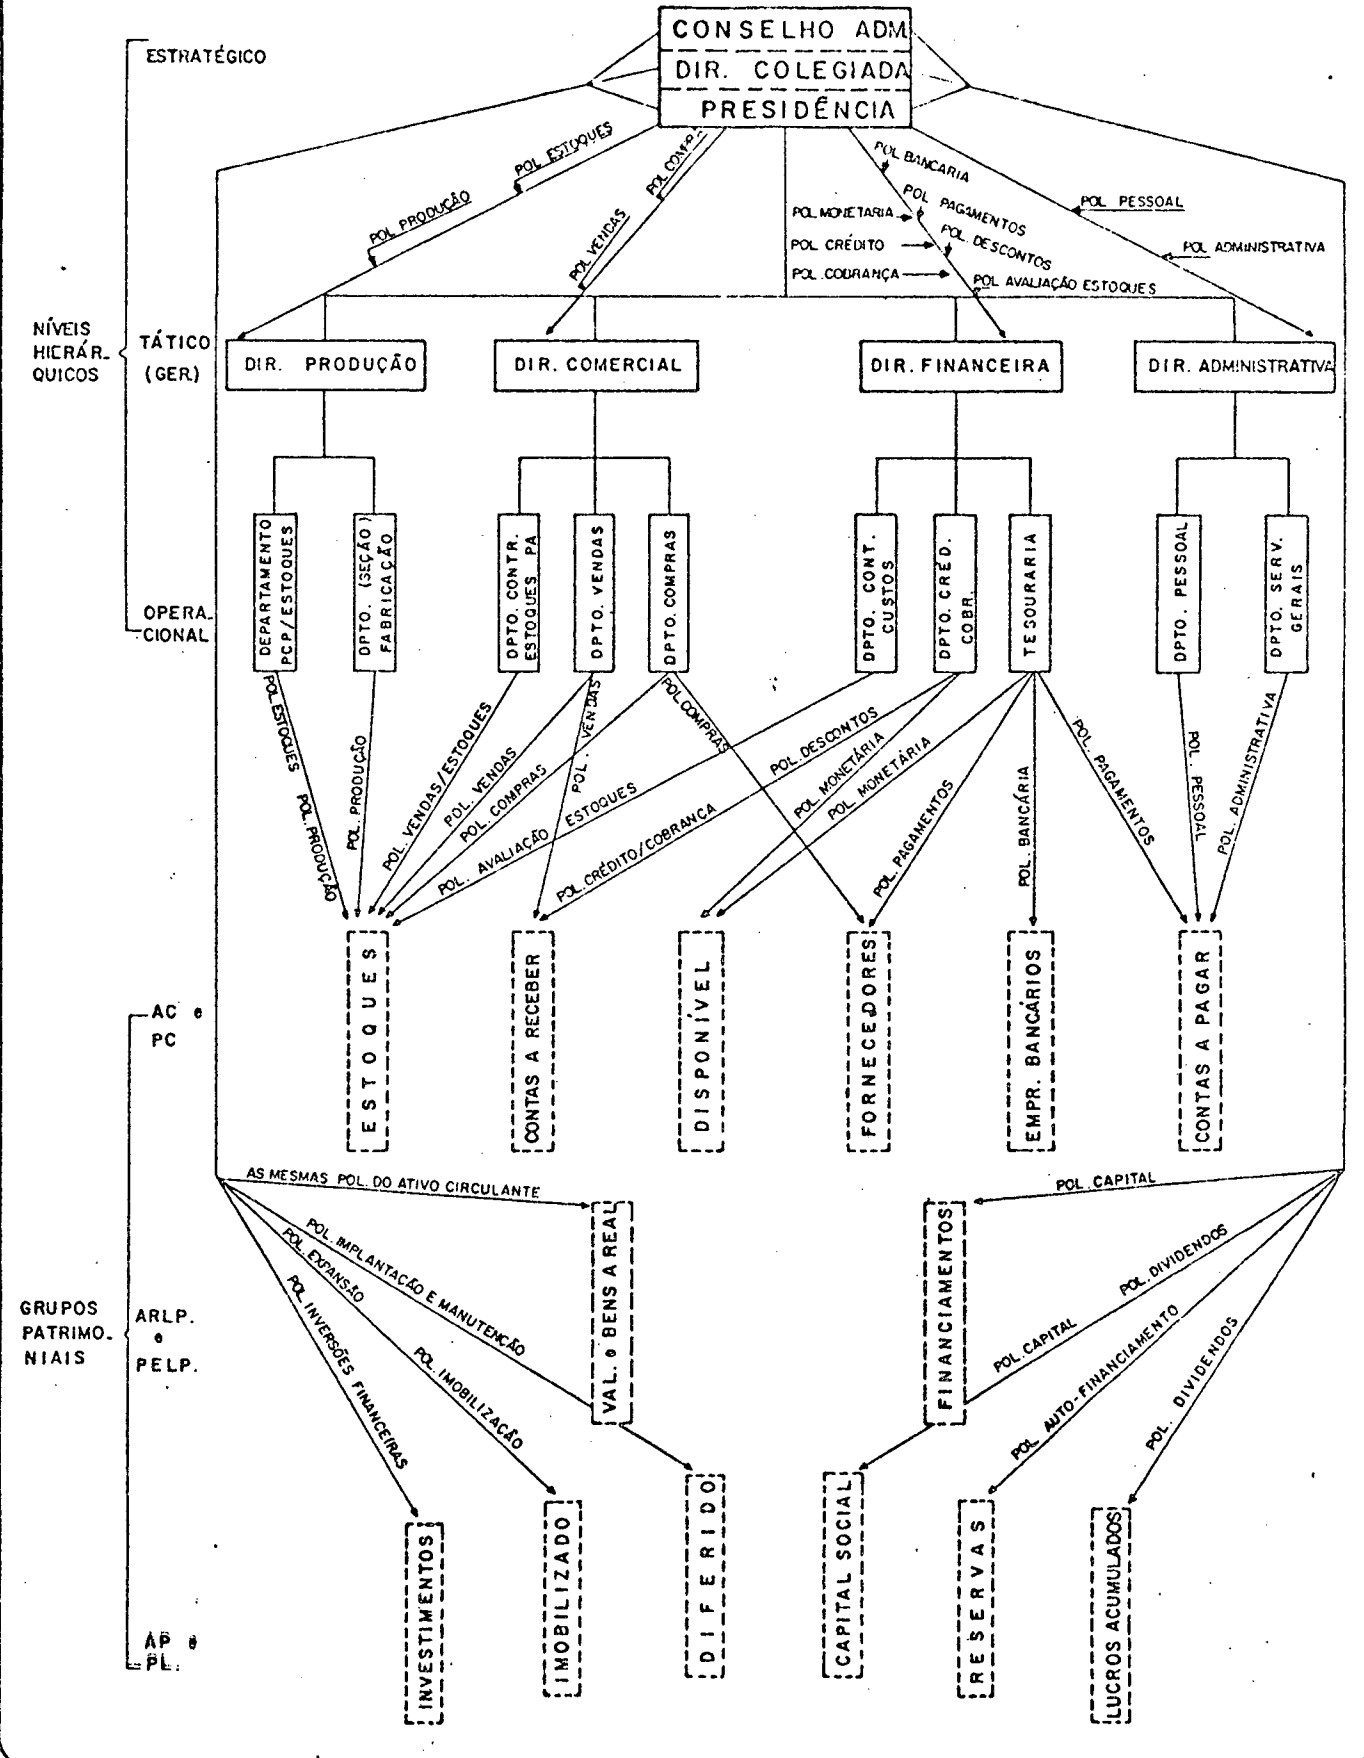 CONSELHO ADM
DIR. COLEGIADA
PRESIDÊNCIA
ESTRATÉGICO
POL ESTOQUES
POL PRODUÇÃO
POL COMPRA
POL VENDAS
POL BANCARIA
POL PAGAMENTOS
POL. MONETARIA
POL. DESCONTOS
POL CRÉDITO
POL. COBRANÇA
POL AVALIAÇÃO ESTOQUES
POL PESSOAL
POL ADMINISTRATIVA
NÍVEIS
HIERÁR_
QUICOS
TÁTICO
(GER.)
DIR. PRODUÇÃO
DIR. COMERCIAL
DIR. FINANCEIRA
DIR. ADMINISTRATIVA
OPERA_
CIONAL
DEPARTAMENTO
PCP/ESTOQUES
DPTO. (SEÇÃO)
FABRICAÇÃO
DPTO. CONTR.
ESTOQUES PA
DPTO. VENDAS
DPTO. COMPRAS
DPTO. CONT.
CUSTOS
DPTO. CRÉD.
COBR.
TESOURARIA
DPTO. PESSOAL
DPTO. SERV.
GERAIS
POL. ESTOQUES
POL. PRODUÇÃO
POL. PRODUÇÃO
POL. VENDAS/ESTOQUES
POL. VENDAS
POL. COMPRAS
POL. VENDAS
POL COMPRAS
POL. AVALIAÇÃO ESTOQUES
POL. CRÉDITO/COBRANCA
POL. DESCONTOS
POL. MONETÁRIA
POL. MONETÁRIA
POL. PAGAMENTOS
POL. BANCÁRIA
POL. PAGAMENTOS
POL. PESSOAL
POL. ADMINISTRATIVA
AC e
PC
ESTOQUES
CONTAS A RECEBER
DISPONÍVEL
FORNECEDORES
EMPR. BANCÁRIOS
CONTAS A PAGAR
AS MESMAS POL. DO ATIVO CIRCULANTE
POL. IMPLANTAÇÃO E MANUTENÇÃO
POL. EXPANSÃO
POL. IMOBILIZAÇÃO
POL. INVERSÕES FINANCEIRAS
POL. CAPITAL
POL. DIVIDENDOS
POL. CAPITAL
POL. AUTO-FINANCIAMENTO
POL. DIVIDENDOS
GRUPOS
PATRIMO_
NIAIS
ARLP.
e
PELP.
VAL. e BENS A REAL
FINANCIAMENTOS
AP e
PL.
INVESTIMENTOS
IMOBILIZADO
DIFERIDO
CAPITAL SOCIAL
RESERVAS
LUCROS ACUMULADOS